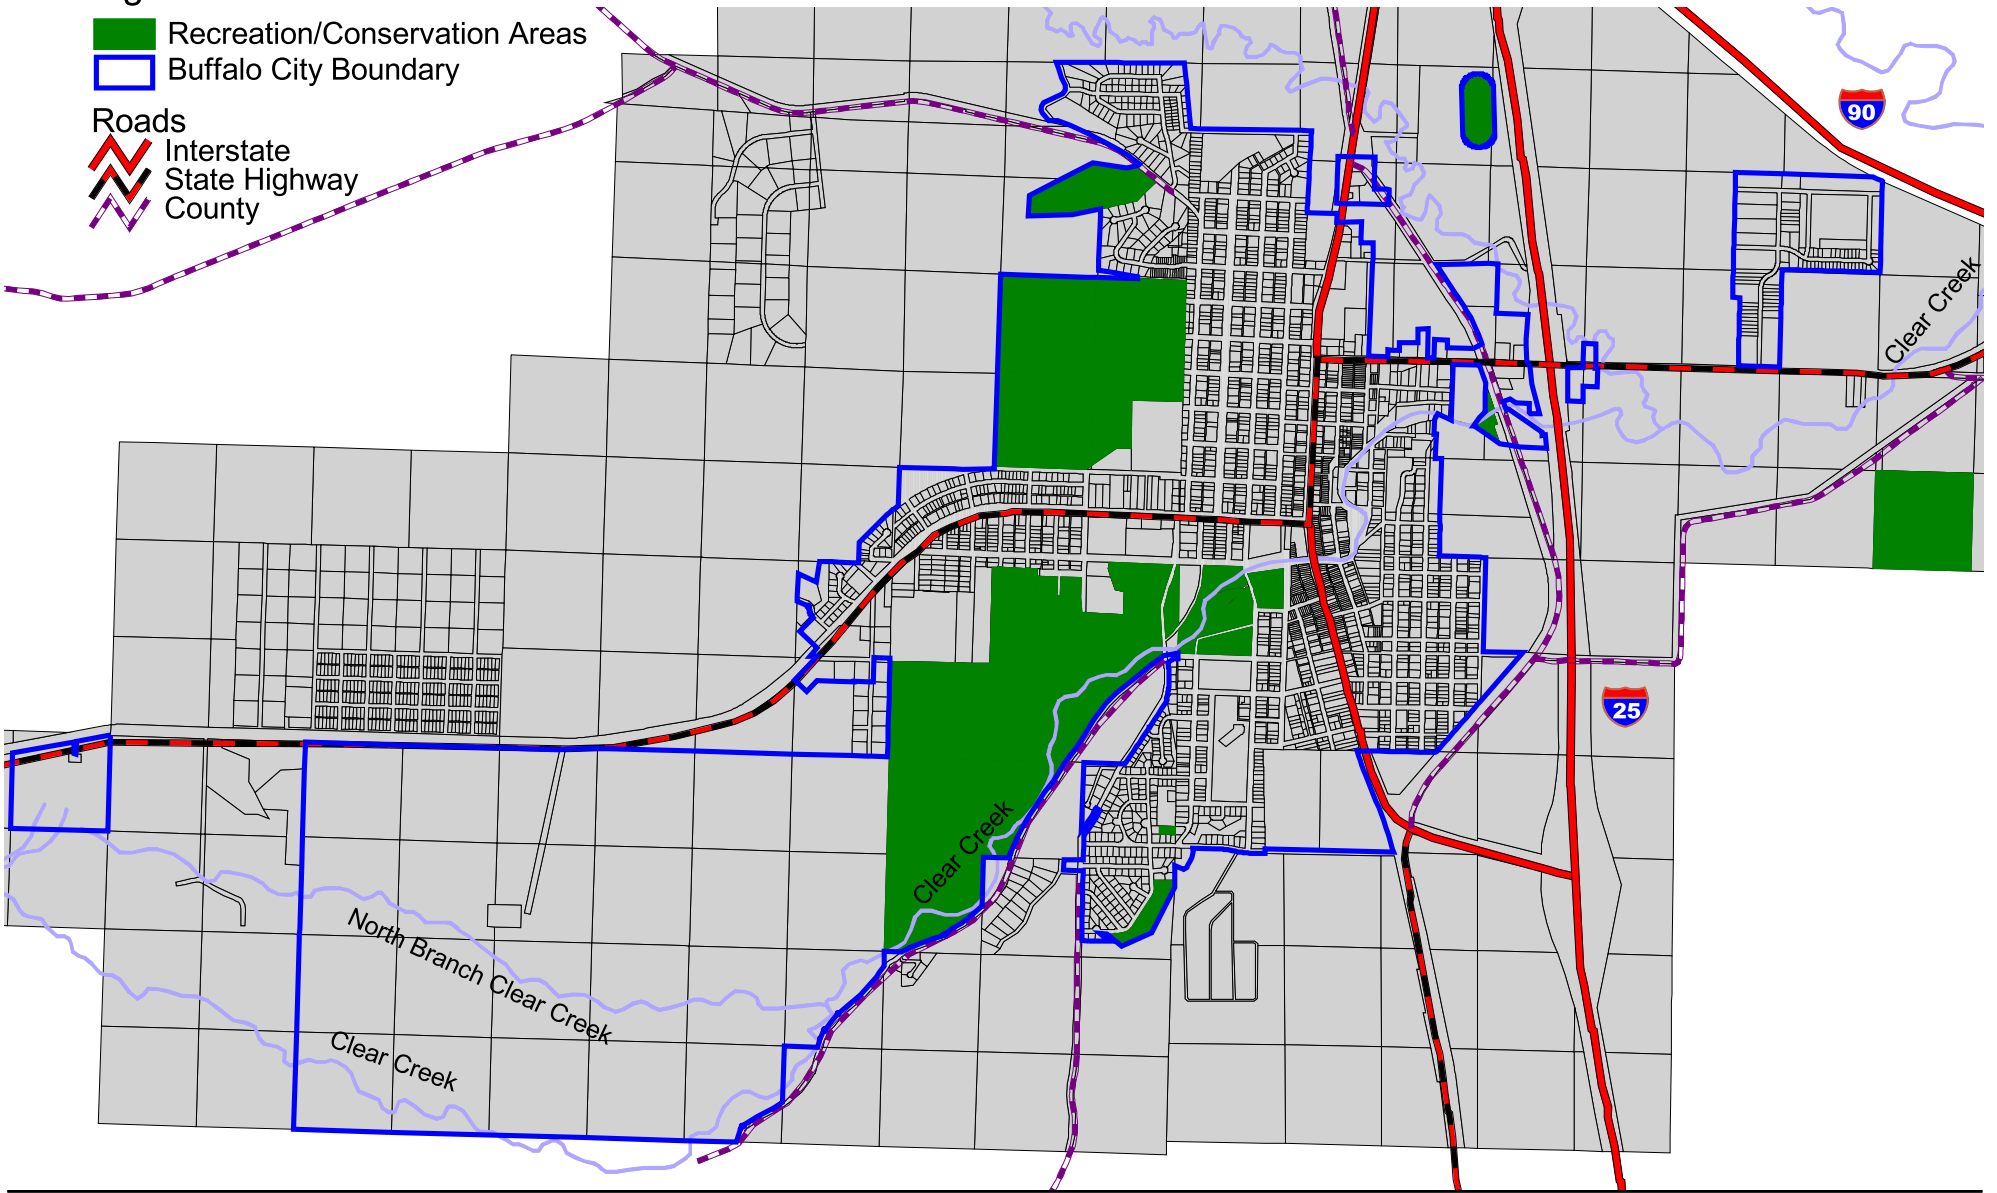 Recreation/Conservation Areas
Buffalo City Boundary
Roads
Interstate
State Highway
County
90
Clear Creek
25
Clear Creek
North Branch Clear Creek
Clear Creek